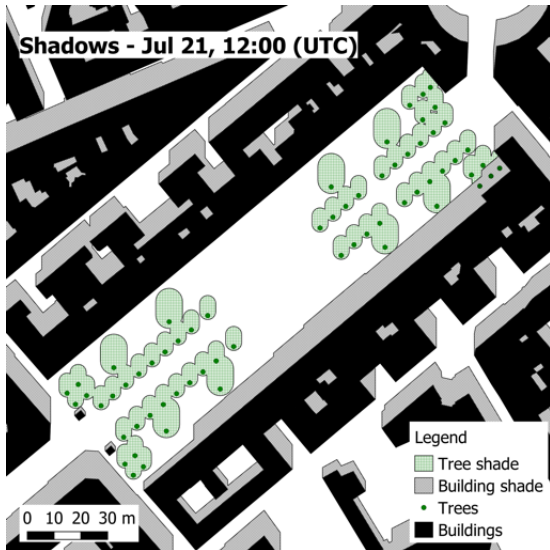 Shadows - Jul 21, 12:00 (UTC)
Legend
Tree shade
Building shade
Trees
Buildings
0 10 20 30 m